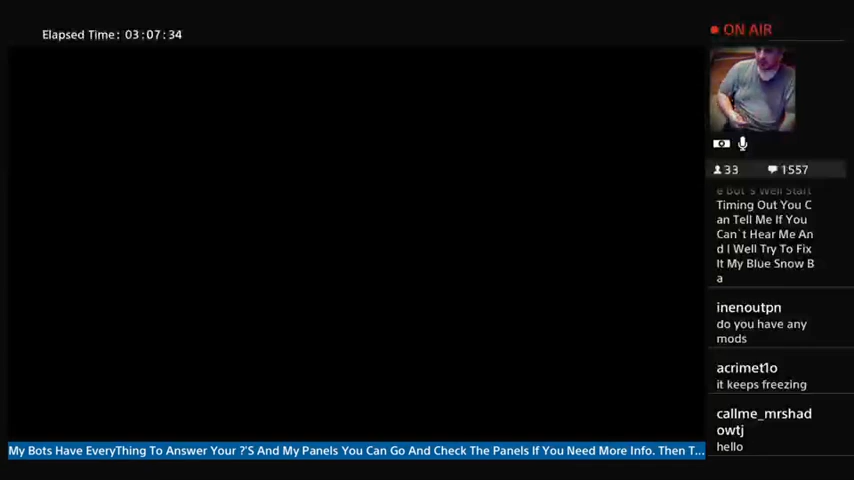 Elapsed Time: 03:07:34
ON AIR
33 1557
e Bot's Well Start
Timing Out You C
an Tell Me If You
Can't Hear Me An
d I Well Try To Fix
It My Blue Snow B
a
inenoutpn
do you have any
mods
acrimet1o
it keeps freezing
callme_mrshad
owtj
hello
My Bots Have EveryThing To Answer Your ?'S And My Panels You Can Go And Check The Panels If You Need More Info. Then T...